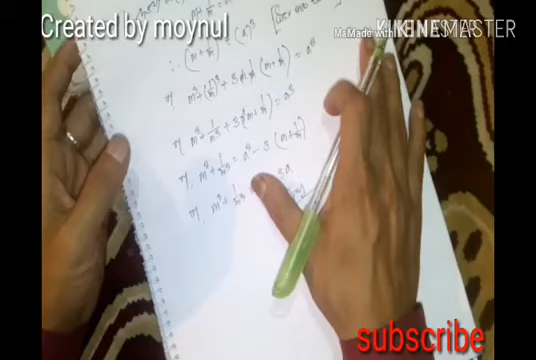 Created by moynul
Made with KINEMASTER
∴ (m + 1/m)³ = (a)³
বা, m³ + (1/m)³ + 3·m·1/m (m + 1/m) = a³
বা, m³ + 1/m³ + 3(m + 1/m) = a³
বা, m³ + 1/m³ = a³ - 3 (m + 1/m)
বা, m³ + 1/m³ 3a
subscribe